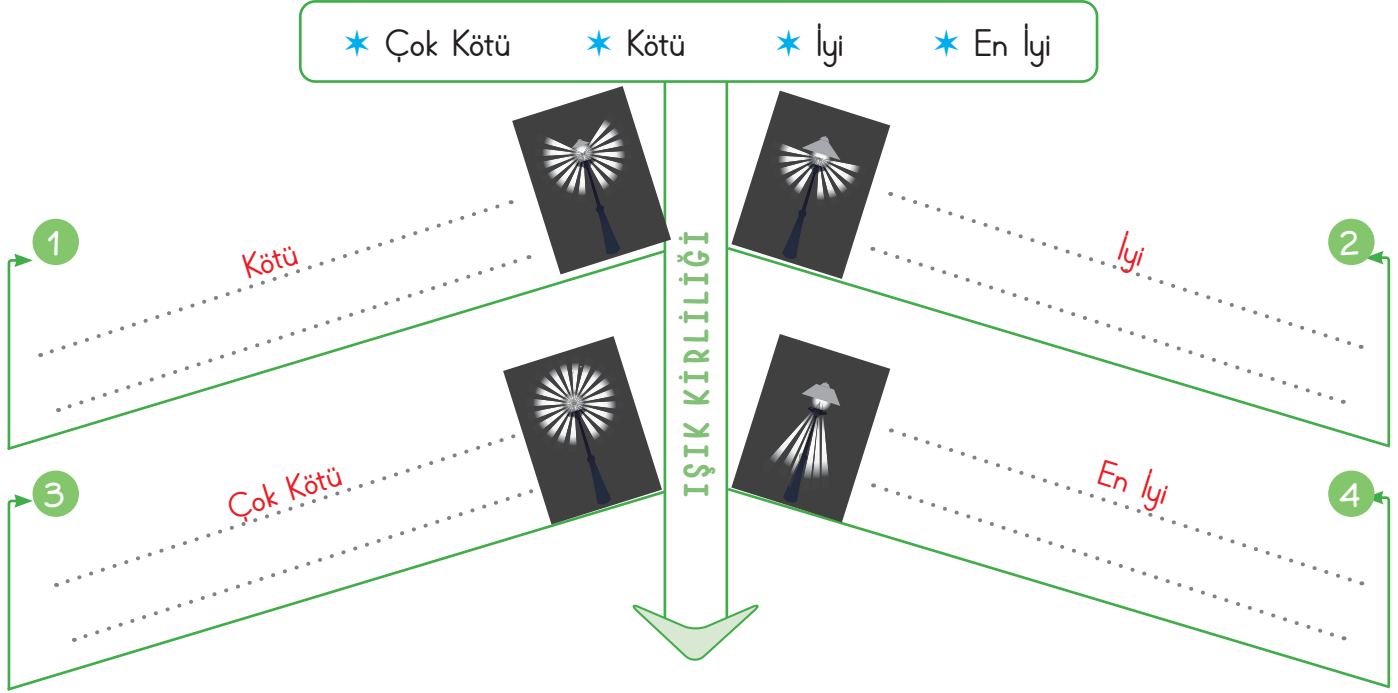 ✶ Çok Kötü ✶ Kötü ✶ İyi ✶ En İyi
1
Kötü
2
İyi
IŞIK KİRLİLİĞİ
3
Çok Kötü
4
En İyi